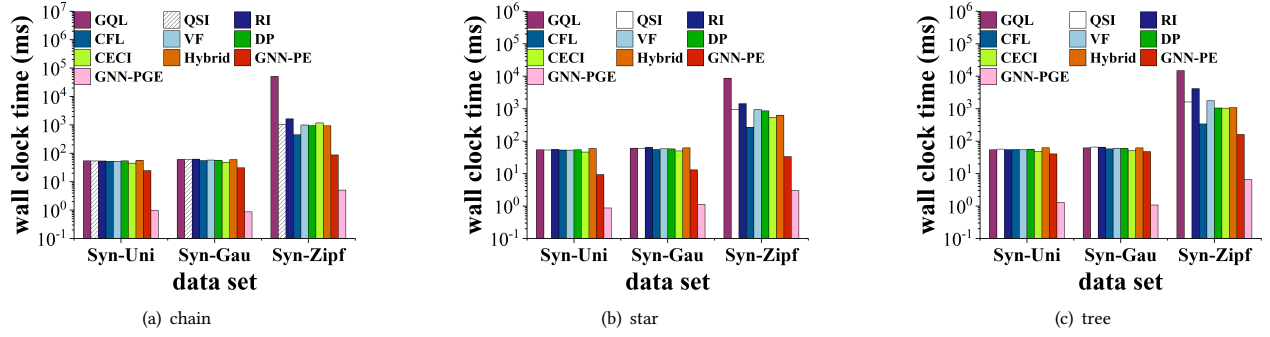 wall clock time (ms)
10^7
10^6
10^5
10^4
10^3
10^2
10^1
10^0
10^-1
GQL QSI RI
CFL VF DP
CECI Hybrid GNN-PE
GNN-PGE
Syn-Uni Syn-Gau Syn-Zipf
data set
(a) chain
wall clock time (ms)
10^6
10^5
10^4
10^3
10^2
10^1
10^0
10^-1
GQL QSI RI
CFL VF DP
CECI Hybrid GNN-PE
GNN-PGE
Syn-Uni Syn-Gau Syn-Zipf
data set
(b) star
wall clock time (ms)
10^6
10^5
10^4
10^3
10^2
10^1
10^0
10^-1
GQL QSI RI
CFL VF DP
CECI Hybrid GNN-PE
GNN-PGE
Syn-Uni Syn-Gau Syn-Zipf
data set
(c) tree